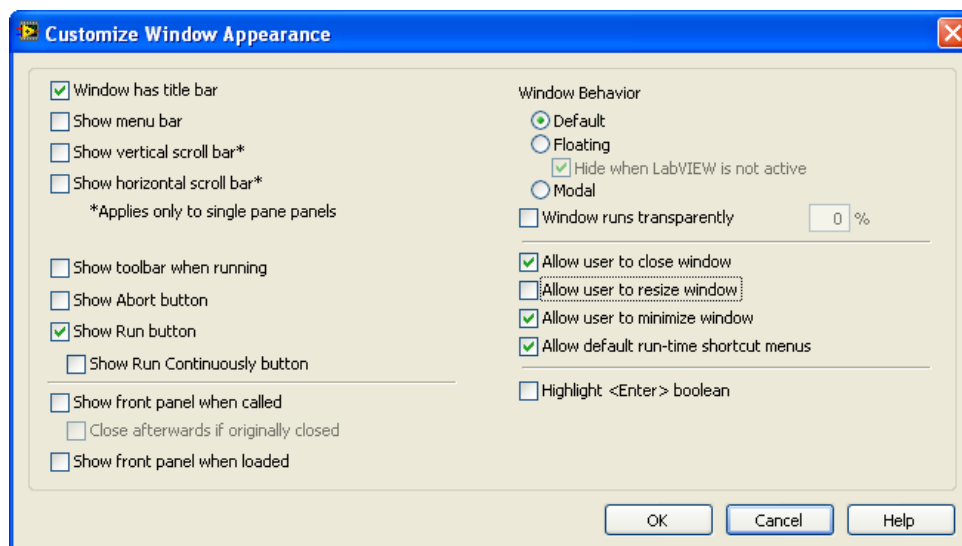 Customize Window Appearance
Window has title bar
Show menu bar
Show vertical scroll bar*
Show horizontal scroll bar*
*Applies only to single pane panels
Show toolbar when running
Show Abort button
Show Run button
Show Run Continuously button
Show front panel when called
Close afterwards if originally closed
Show front panel when loaded
Window Behavior
Default
Floating
Hide when LabVIEW is not active
Modal
Window runs transparently 0 %
Allow user to close window
Allow user to resize window
Allow user to minimize window
Allow default run-time shortcut menus
Highlight <Enter> boolean
OK Cancel Help